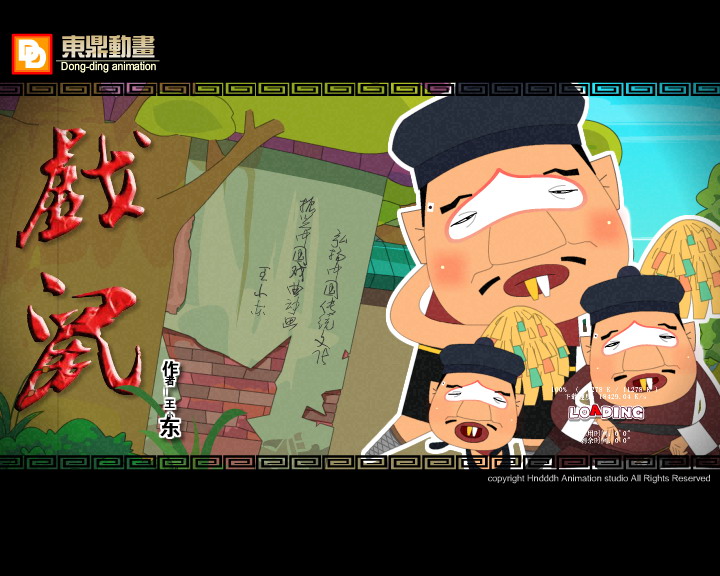 東鼎動畫
Dong-ding animation
戲鼠
作者 王小东
弘扬中国传统文化
振兴中国戏曲动画
王小东
LOADING
copyright Hndddh Animation studio All Rights Reserved